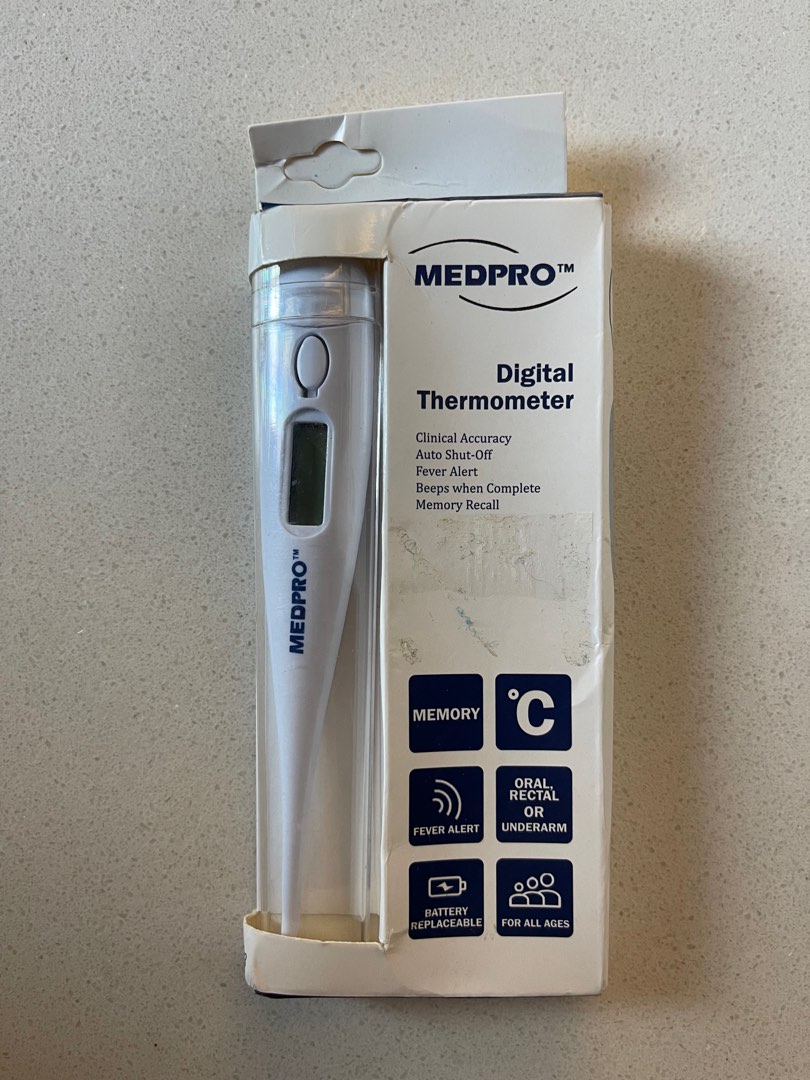 MEDPRO™
Digital
Thermometer
Clinical Accuracy
Auto Shut-Off
Fever Alert
Beeps when Complete
Memory Recall
MEDPRO™
MEMORY
°C
FEVER ALERT
ORAL,
RECTAL
OR
UNDERARM
BATTERY
REPLACEABLE
FOR ALL AGES